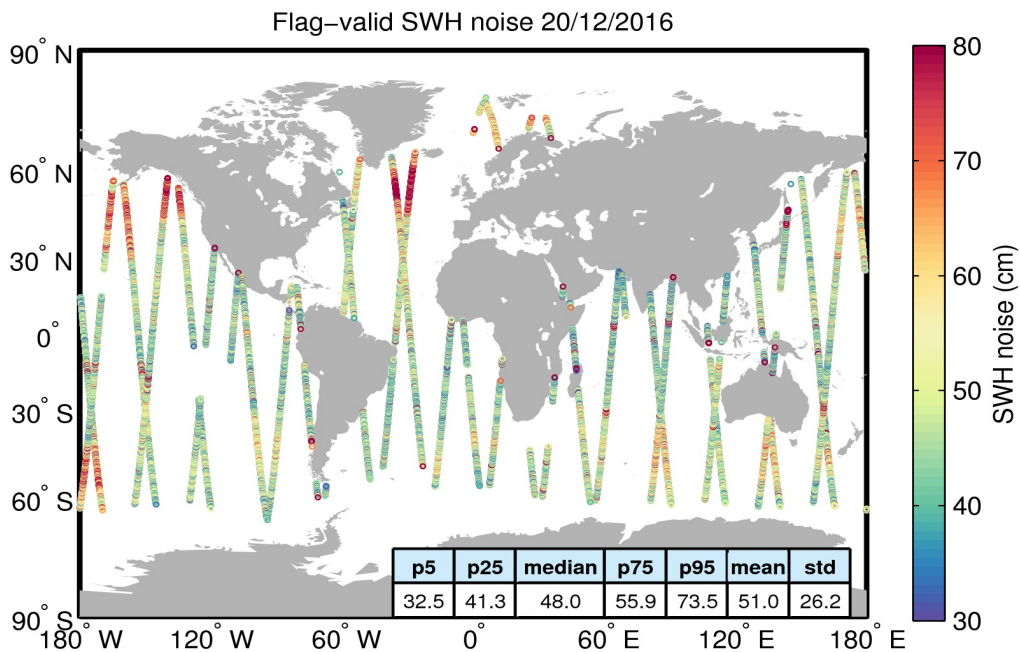 Flag−valid SWH noise 20/12/2016
90° N
60° N
30° N
0°
30° S
60° S
90° S
180° W 120° W 60° W 0° 60° E 120° E 180° E
p5 p25 median p75 p95 mean std
32.5 41.3 48.0 55.9 73.5 51.0 26.2
80
70
60
50
40
30
SWH noise (cm)